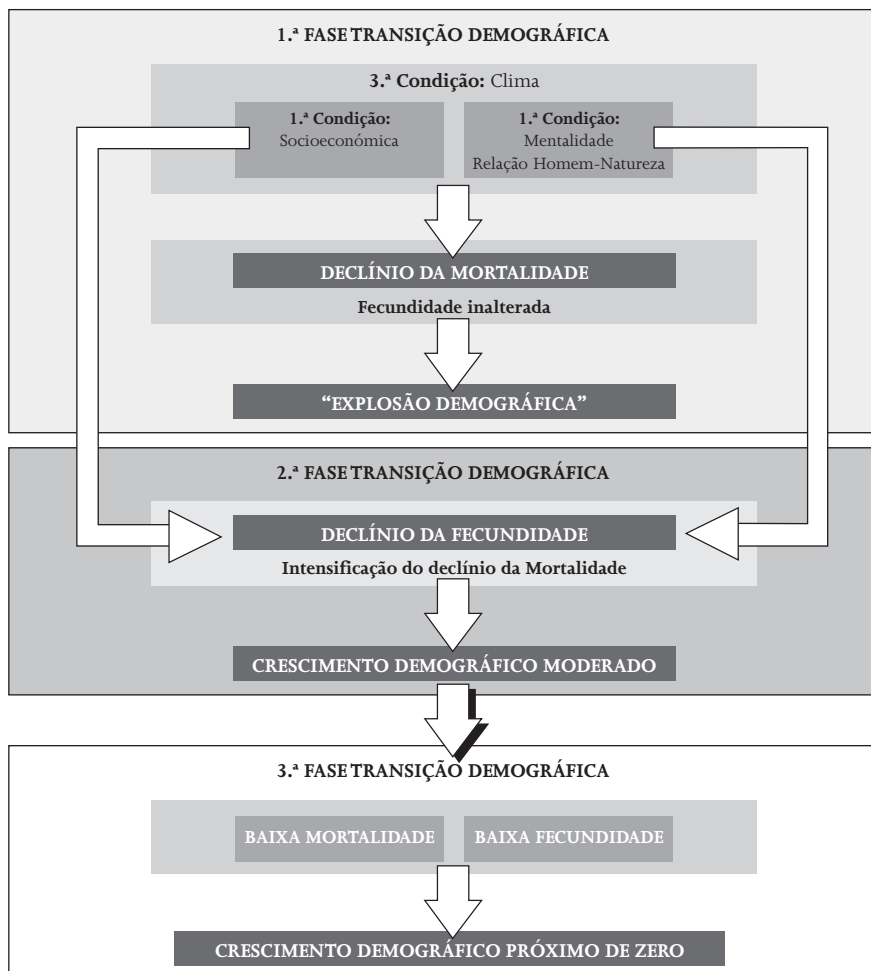 1.ª FASE TRANSIÇÃO DEMOGRÁFICA
3.ª Condição: Clima
1.ª Condição:
Socioeconómica
1.ª Condição:
Mentalidade
Relação Homem-Natureza
DECLÍNIO DA MORTALIDADE
Fecundidade inalterada
“EXPLOSÃO DEMOGRÁFICA”
2.ª FASE TRANSIÇÃO DEMOGRÁFICA
DECLÍNIO DA FECUNDIDADE
Intensificação do declínio da Mortalidade
CRESCIMENTO DEMOGRÁFICO MODERADO
3.ª FASE TRANSIÇÃO DEMOGRÁFICA
BAIXA MORTALIDADE
BAIXA FECUNDIDADE
CRESCIMENTO DEMOGRÁFICO PRÓXIMO DE ZERO